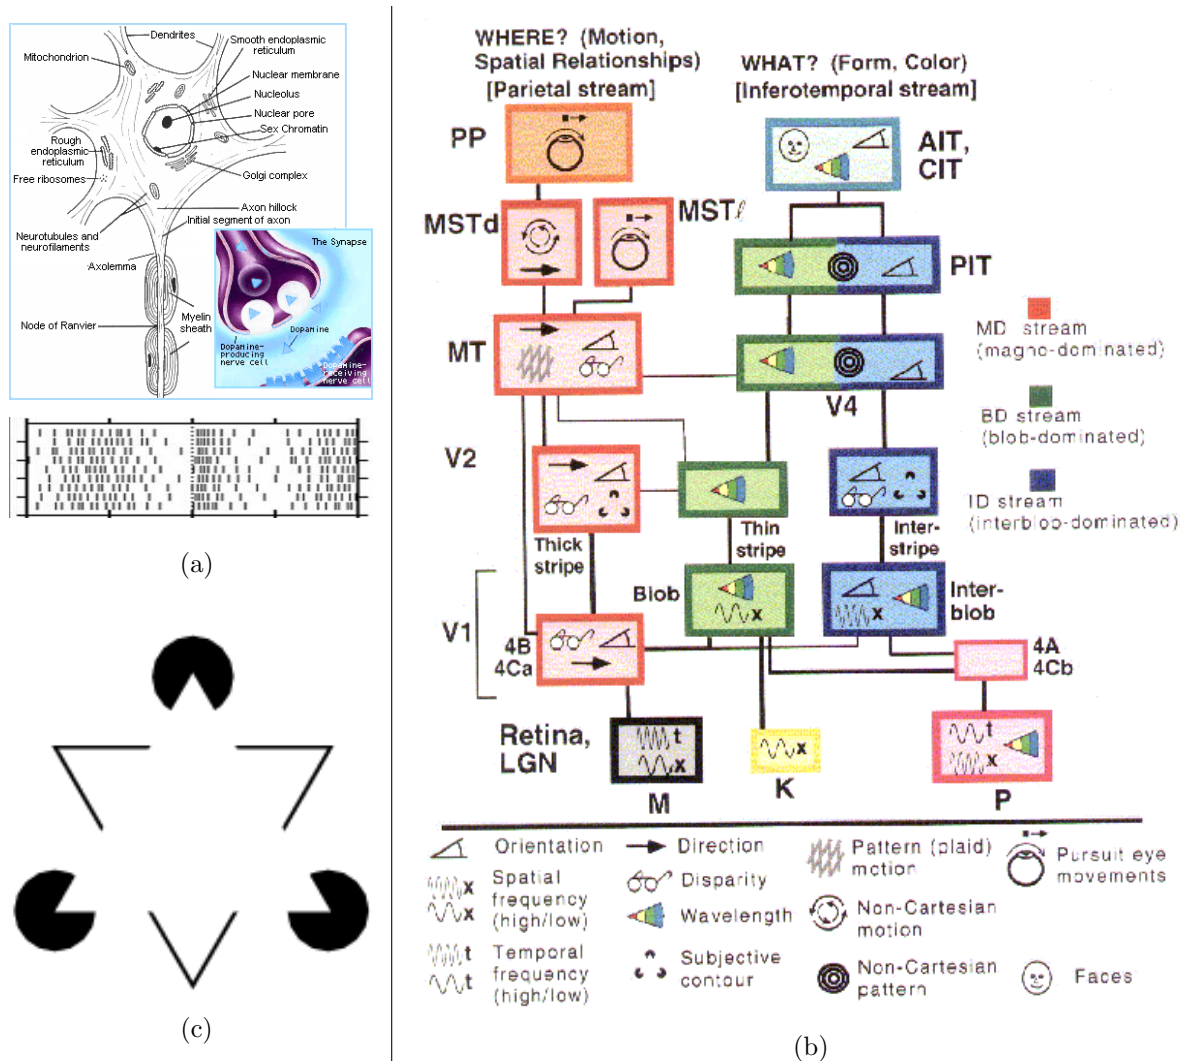 Dendrites
Smooth endoplasmic
reticulum
Mitochondrion
Nuclear membrane
Nucleolus
Nuclear pore
Sex Chromatin
Rough
endoplasmic
reticulum
Golgi complex
Free ribosomes
Axon hillock
Initial segment of axon
Neurotubules and
neurofilaments
Axolemma
The Synapse
Node of Ranvier
Myelin
sheath
Dopamine
Dopamine-
producing
nerve cell
Dopamine-
receiving
nerve cell
(a)
(c)
WHERE? (Motion,
Spatial Relationships)
[Parietal stream]
WHAT? (Form, Color)
[Inferotemporal stream]
PP
AIT,
CIT
MSTd
MSTℓ
PIT
MT
V4
MD stream
(magno-dominated)
BD stream
(blob-dominated)
ID stream
(interblob-dominated)
V2
Thick
stripe
Thin
stripe
Inter-
stripe
V1
Blob
Inter-
blob
4B
4Ca
4A
4Cb
x
x
Retina,
LGN
t
x
x
t
x
M
K
P
Orientation
Direction
Pattern (plaid)
motion
Pursuit eye
movements
x
x
Spatial
frequency
(high/low)
Disparity
Wavelength
Non-Cartesian
motion
t
t
Temporal
frequency
(high/low)
Subjective
contour
Non-Cartesian
pattern
Faces
(b)